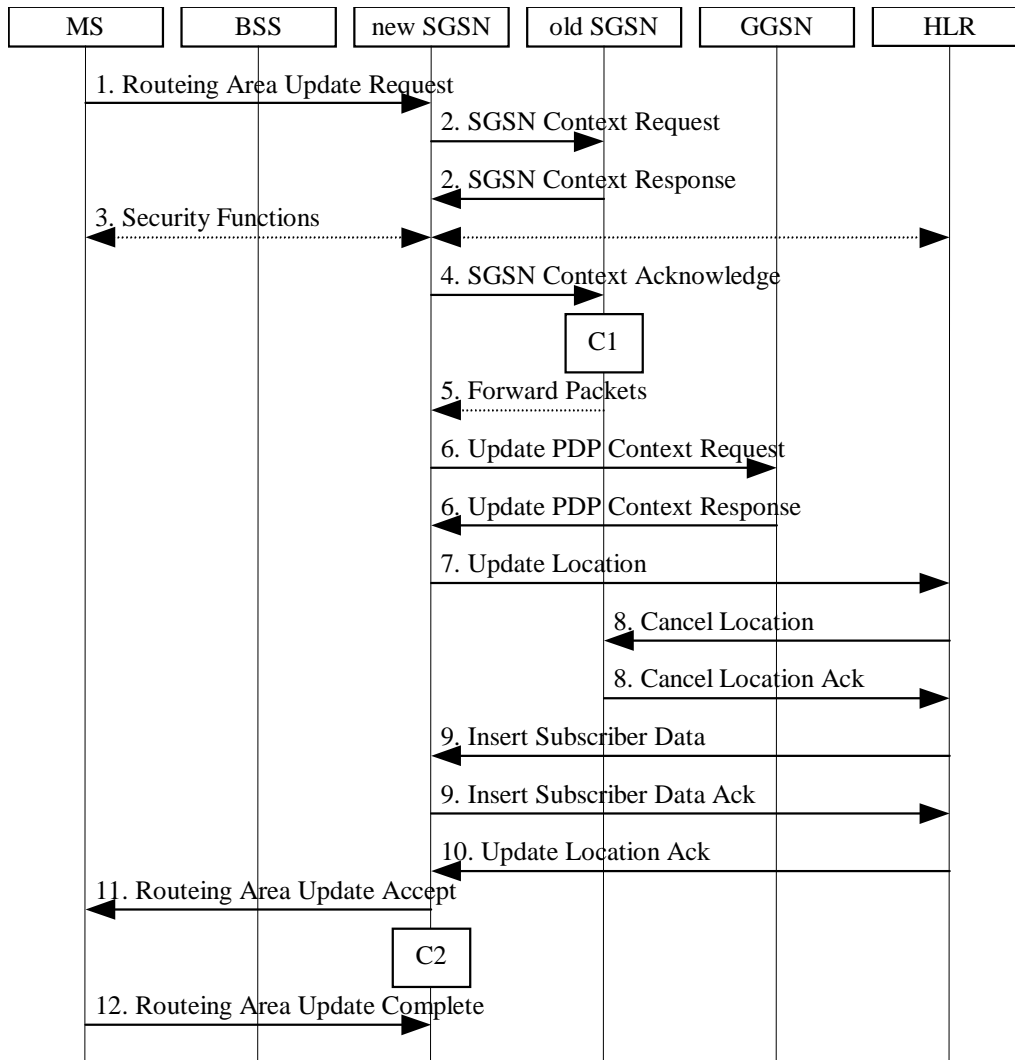 MS BSS new SGSN old SGSN GGSN HLR
1. Routeing Area Update Request
2. SGSN Context Request
2. SGSN Context Response
3. Security Functions
4. SGSN Context Acknowledge
C1
5. Forward Packets
6. Update PDP Context Request
6. Update PDP Context Response
7. Update Location
8. Cancel Location
8. Cancel Location Ack
9. Insert Subscriber Data
9. Insert Subscriber Data Ack
10. Update Location Ack
11. Routeing Area Update Accept
C2
12. Routeing Area Update Complete